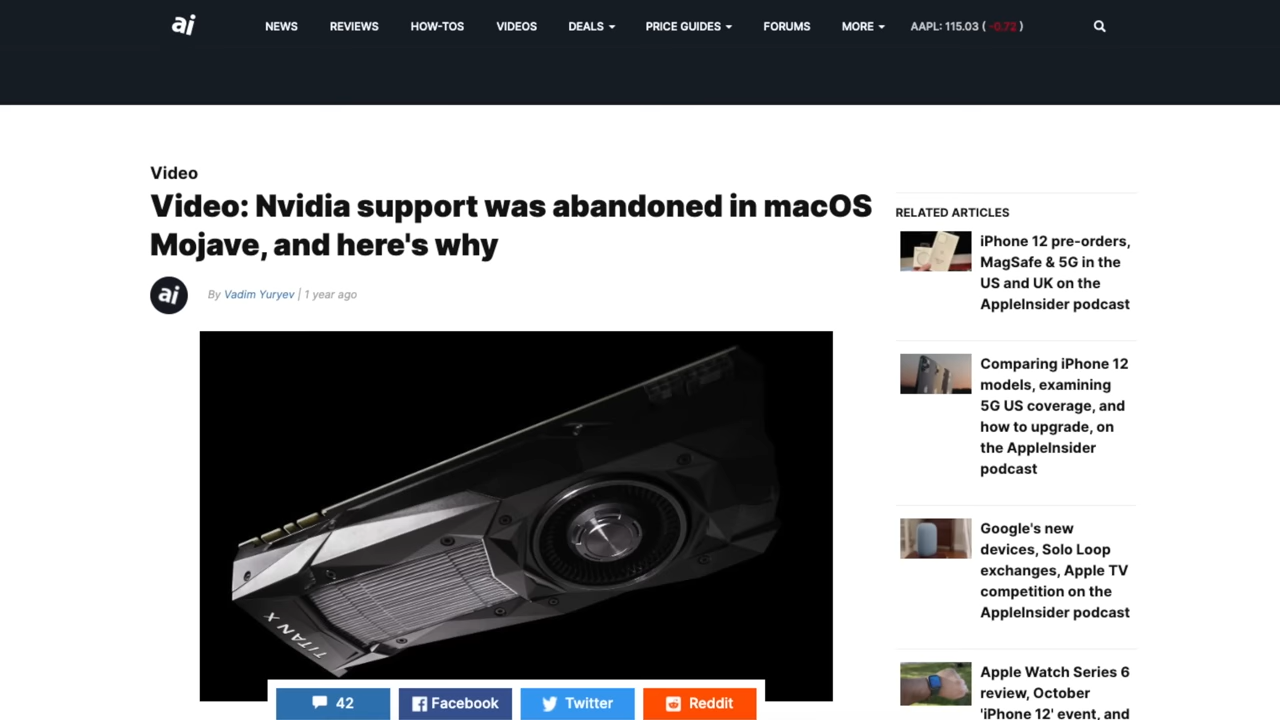 ai NEWS REVIEWS HOW-TOS VIDEOS DEALS PRICE GUIDES FORUMS MORE AAPL: 115.03 ( -0.72 )
Video
Video: Nvidia support was abandoned in macOS
Mojave, and here's why
ai By Vadim Yuryev | 1 year ago
TITAN X
42 Facebook Twitter Reddit
RELATED ARTICLES
iPhone 12 pre-orders,
MagSafe & 5G in the
US and UK on the
AppleInsider podcast
Comparing iPhone 12
models, examining
5G US coverage, and
how to upgrade, on
the AppleInsider
podcast
Google's new
devices, Solo Loop
exchanges, Apple TV
competition on the
AppleInsider podcast
Apple Watch Series 6
review, October
'iPhone 12' event, and